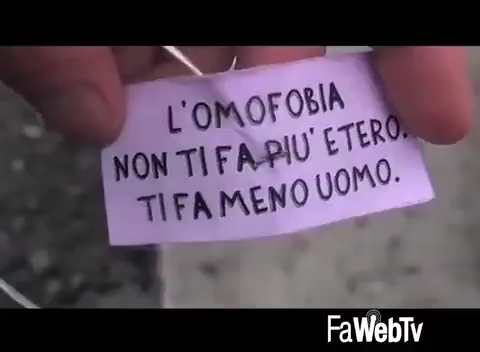 L'OMOFOBIA
NON TI FA PIU' ETERO.
TI FA MENO UOMO.
FaWebTv